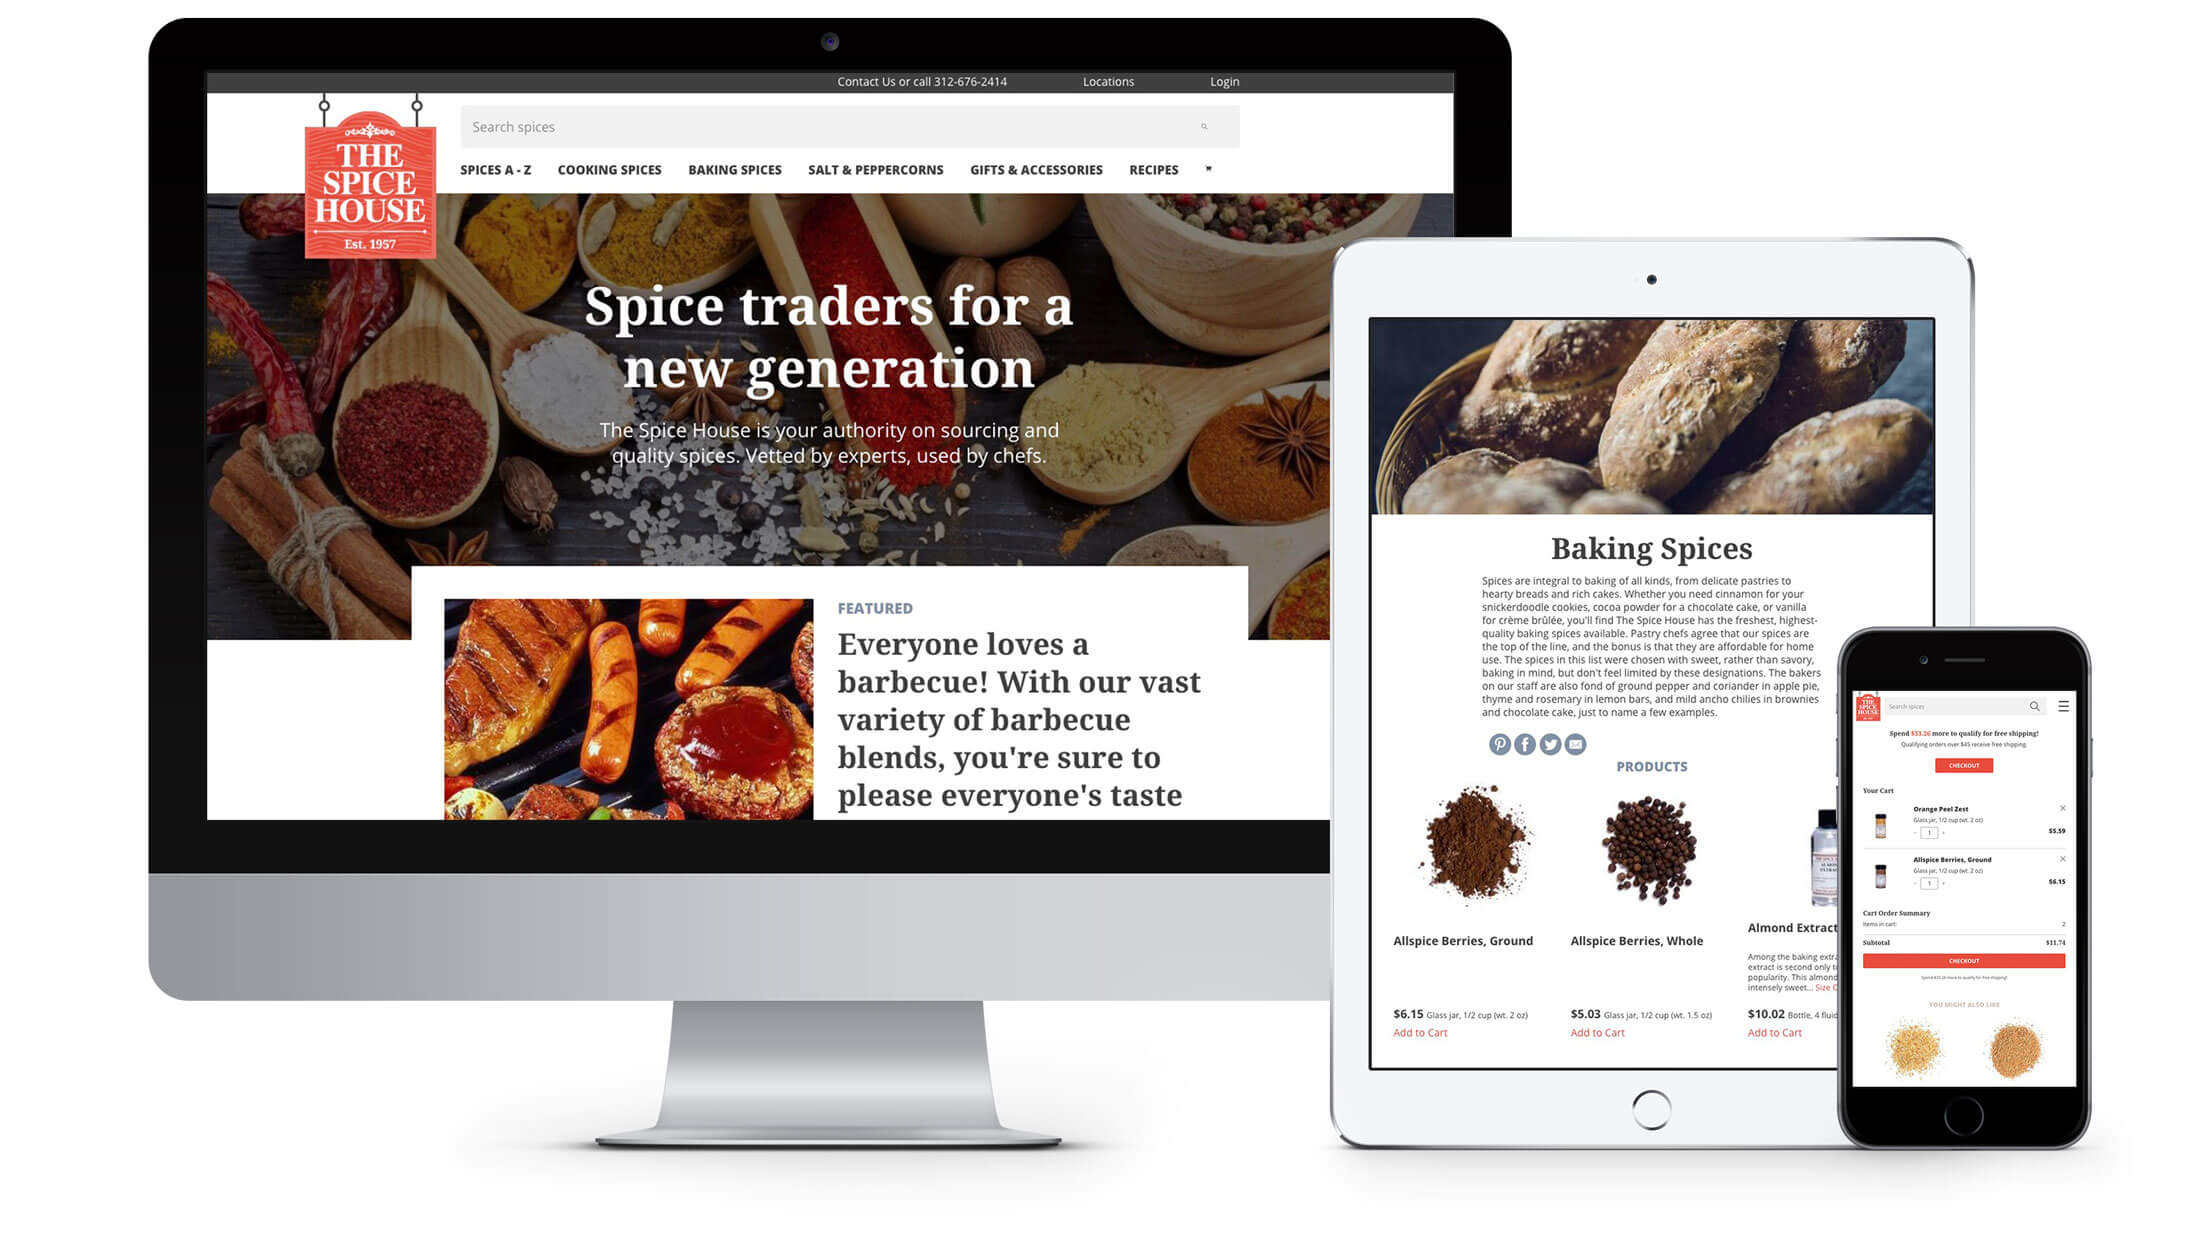 Contact Us or call 312-676-2414 Locations Login
THE
SPICE
HOUSE
Est. 1957
Search spices
SPICES A - Z COOKING SPICES BAKING SPICES SALT & PEPPERCORNS GIFTS & ACCESSORIES RECIPES
Spice traders for a
new generation
The Spice House is your authority on sourcing and
quality spices. Vetted by experts, used by chefs.
FEATURED
Everyone loves a
barbecue! With our vast
variety of barbecue
blends, you're sure to
please everyone's taste
Baking Spices
Spices are integral to baking of all kinds, from delicate pastries to
hearty breads and rich cakes. Whether you need cinnamon for your
snickerdoodle cookies, cocoa powder for a chocolate cake, or vanilla
for crème brûlée, you'll find The Spice House has the freshest, highest-
quality baking spices available. Pastry chefs agree that our spices are
the top of the line, and the bonus is that they are affordable for home
use. The spices in this list were chosen with sweet, rather than savory,
baking in mind, but don't feel limited by these designations. The bakers
on our staff are also fond of ground pepper and coriander in apple pie,
thyme and rosemary in lemon bars, and mild ancho chilies in brownies
and chocolate cake, just to name a few examples.
PRODUCTS
Allspice Berries, Ground
$6.15 Glass jar, 1/2 cup (wt. 2 oz)
Add to Cart
Allspice Berries, Whole
$5.03 Glass jar, 1/2 cup (wt. 1.5 oz)
Add to Cart
Almond Extract
Among the baking
extract is second only
popularity. This almond
intensely sweet... Size
$10.02 Bottle, 4
Add to Cart
THE
SPICE
HOUSE
Search spices
Spend $33.26 more to qualify for free shipping!
Qualifying orders over $45 receive free shipping.
CHECKOUT
Your Cart
Orange Peel Zest
Glass jar, 1/2 cup (wt. 2 oz)
- 1 + $5.59
Allspice Berries, Ground
Glass jar, 1/2 cup (wt. 2 oz)
- 1 + $6.15
Cart Order Summary
Items in cart: 2
Subtotal $11.74
CHECKOUT
Spend $33.26 more to qualify for free shipping!
YOU MIGHT ALSO LIKE